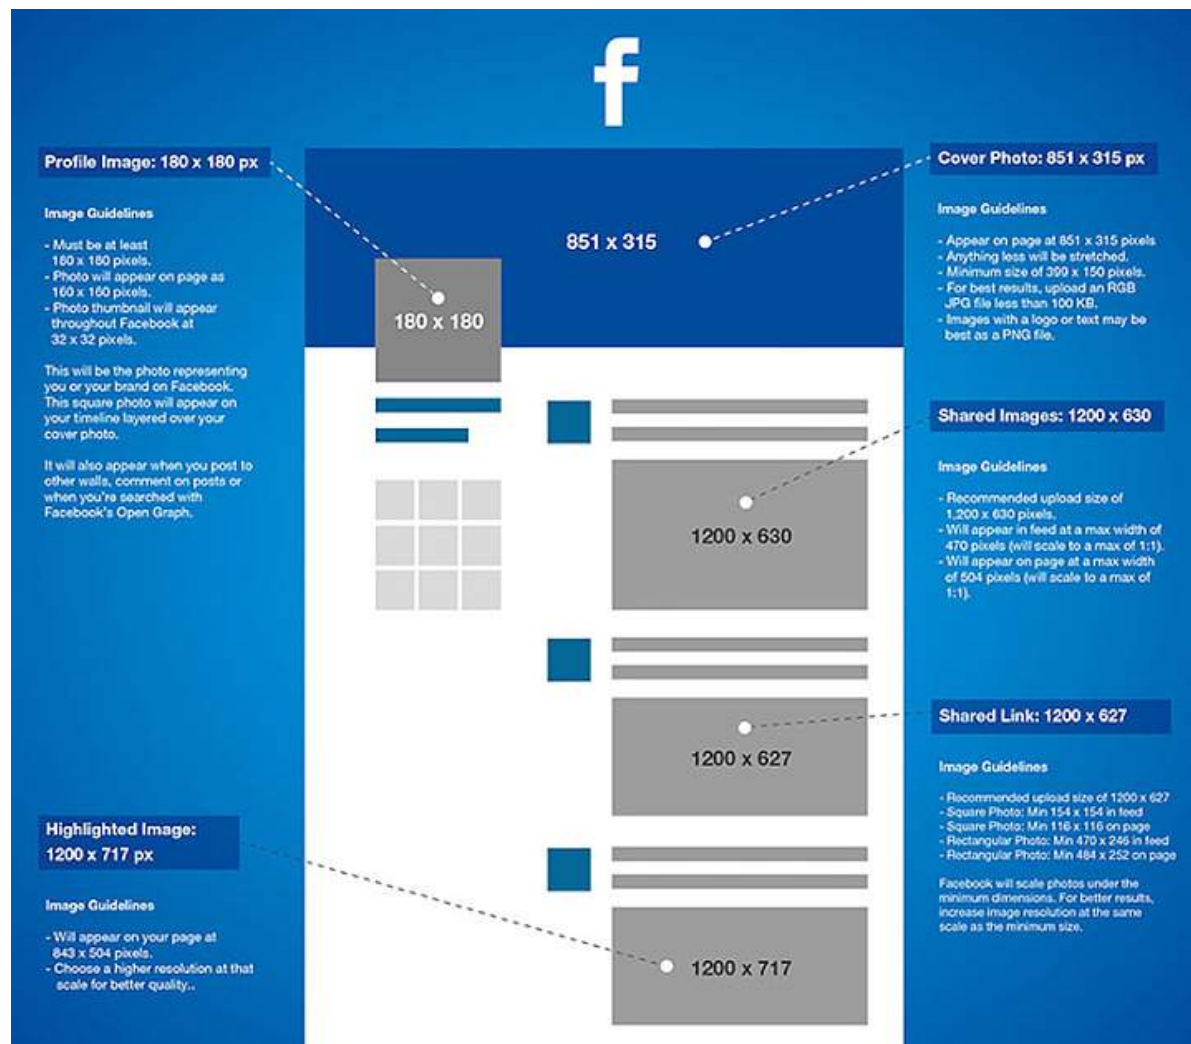 f
Profile Image: 180 x 180 px
Image Guidelines
- Must be at least
180 x 180 pixels.
- Photo will appear on page as
160 x 160 pixels.
- Photo thumbnail will appear
throughout Facebook at
32 x 32 pixels.
This will be the photo representing
you or your brand on Facebook.
This square photo will appear on
your timeline layered over your
cover photo.
It will also appear when you post to
other walls, comment on posts or
when you're searched with
Facebook's Open Graph.
Highlighted Image:
1200 x 717 px
Image Guidelines
- Will appear on your page at
843 x 504 pixels.
- Choose a higher resolution at that
scale for better quality..
851 x 315
180 x 180
1200 x 630
1200 x 627
1200 x 717
Cover Photo: 851 x 315 px
Image Guidelines
- Appear on page at 851 x 315 pixels
- Anything less will be stretched.
- Minimum size of 399 x 150 pixels.
- For best results, upload an RGB
JPG file less than 100 KB.
- Images with a logo or text may be
best as a PNG file.
Shared Images: 1200 x 630
Image Guidelines
- Recommended upload size of
1,200 x 630 pixels.
- Will appear in feed at a max width of
470 pixels (will scale to a max of 1:1).
- Will appear on page at a max width
of 504 pixels (will scale to a max of
1:1).
Shared Link: 1200 x 627
Image Guidelines
- Recommended upload size of 1200 x 627
- Square Photo: Min 154 x 154 in feed
- Square Photo: Min 116 x 116 on page
- Rectangular Photo: Min 470 x 246 in feed
- Rectangular Photo: Min 484 x 252 on page
Facebook will scale photos under the
minimum dimensions. For better results,
increase image resolution at the same
scale as the minimum size.